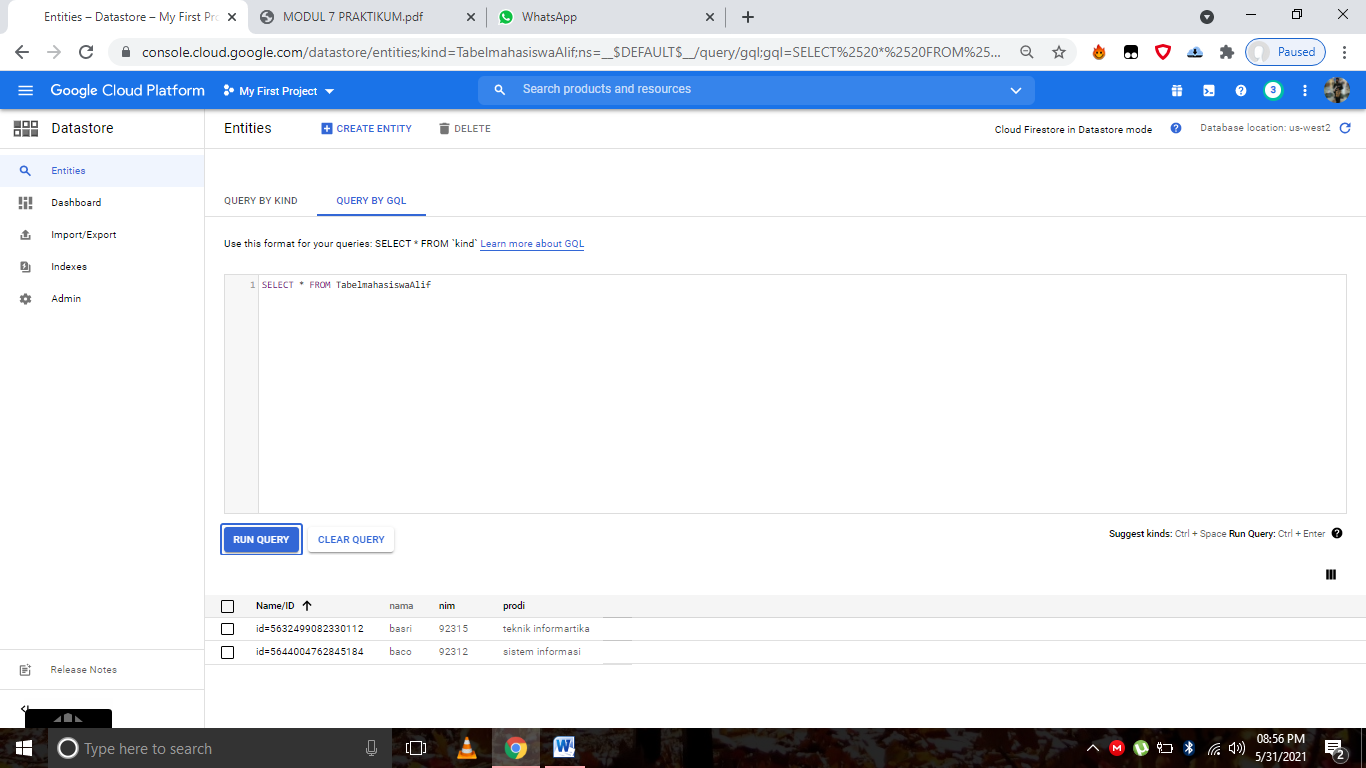 Entities – Datastore – My First Pro
MODUL 7 PRAKTIKUM.pdf
WhatsApp
console.cloud.google.com/datastore/entities;kind=TabelmahasiswaAlif;ns=__$DEFAULT$__/query/gql;gql=SELECT%2520*%2520FROM%25...
Paused
Google Cloud Platform
My First Project
Search products and resources
3
Datastore
Entities
CREATE ENTITY
DELETE
Cloud Firestore in Datastore mode
Database location: us-west2
Entities
Dashboard
Import/Export
Indexes
Admin
QUERY BY KIND
QUERY BY GQL
Use this format for your queries: SELECT * FROM `kind` Learn more about GQL
1 SELECT * FROM TabelmahasiswaAlif
RUN QUERY
CLEAR QUERY
Suggest kinds: Ctrl + Space Run Query: Ctrl + Enter
Name/ID nama nim prodi
id=5632499082330112 basri 92315 teknik informartika
id=5644004762845184 baco 92312 sistem informasi
Release Notes
Type here to search
08:56 PM
5/31/2021
2